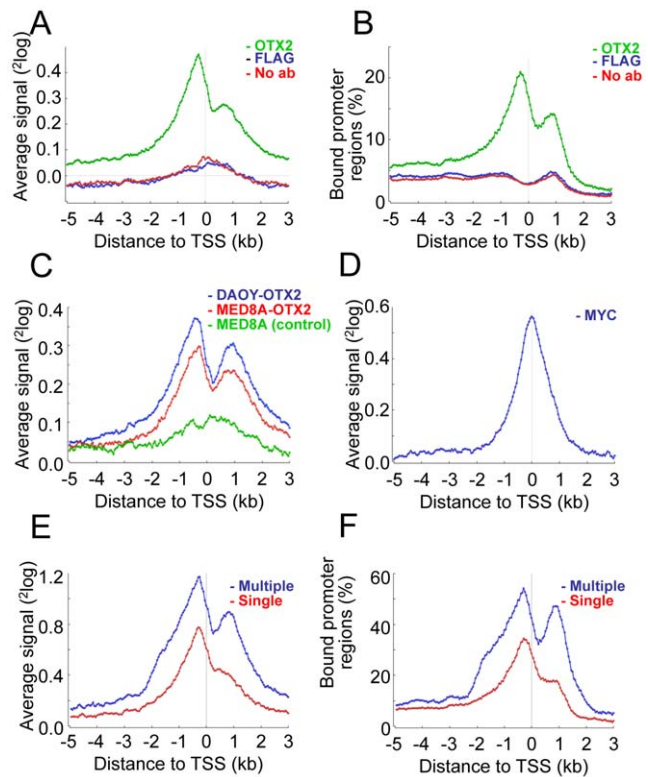 A
- OTX2
- FLAG
- No ab
Average signal (²log)
0.4
0.3
0.2
0.1
0.0
-5 -4 -3 -2 -1 0 1 2 3
Distance to TSS (kb)
B
- OTX2
- FLAG
- No ab
Bound promoter
regions (%)
20
10
0
-5 -4 -3 -2 -1 0 1 2 3
Distance to TSS (kb)
C
- DAOY-OTX2
- MED8A-OTX2
- MED8A (control)
Average signal (²log)
0.4
0.3
0.2
0.1
0.0
-5 -4 -3 -2 -1 0 1 2 3
Distance to TSS (kb)
D
- MYC
Average signal (²log)
0.6
0.4
0.2
0.0
-5 -4 -3 -2 -1 0 1 2 3
Distance to TSS (kb)
E
- Multiple
- Single
Average signal (²log)
1.2
0.8
0.4
0.0
-5 -4 -3 -2 -1 0 1 2 3
Distance to TSS (kb)
F
- Multiple
- Single
Bound promoter
regions (%)
60
40
20
0
-5 -4 -3 -2 -1 0 1 2 3
Distance to TSS (kb)